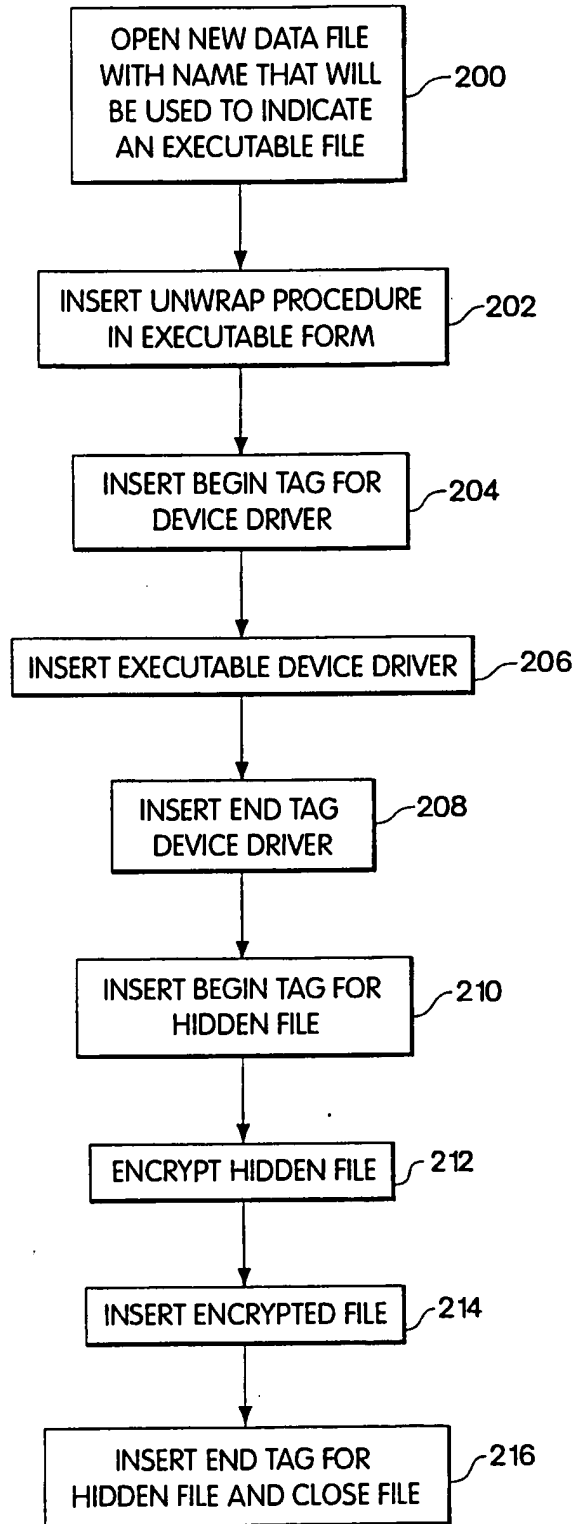 OPEN NEW DATA FILE
WITH NAME THAT WILL
BE USED TO INDICATE
AN EXECUTABLE FILE
200
INSERT UNWRAP PROCEDURE
IN EXECUTABLE FORM
202
INSERT BEGIN TAG FOR
DEVICE DRIVER
204
INSERT EXECUTABLE DEVICE DRIVER
206
INSERT END TAG
DEVICE DRIVER
208
INSERT BEGIN TAG FOR
HIDDEN FILE
210
ENCRYPT HIDDEN FILE
212
INSERT ENCRYPTED FILE
214
INSERT END TAG FOR
HIDDEN FILE AND CLOSE FILE
216